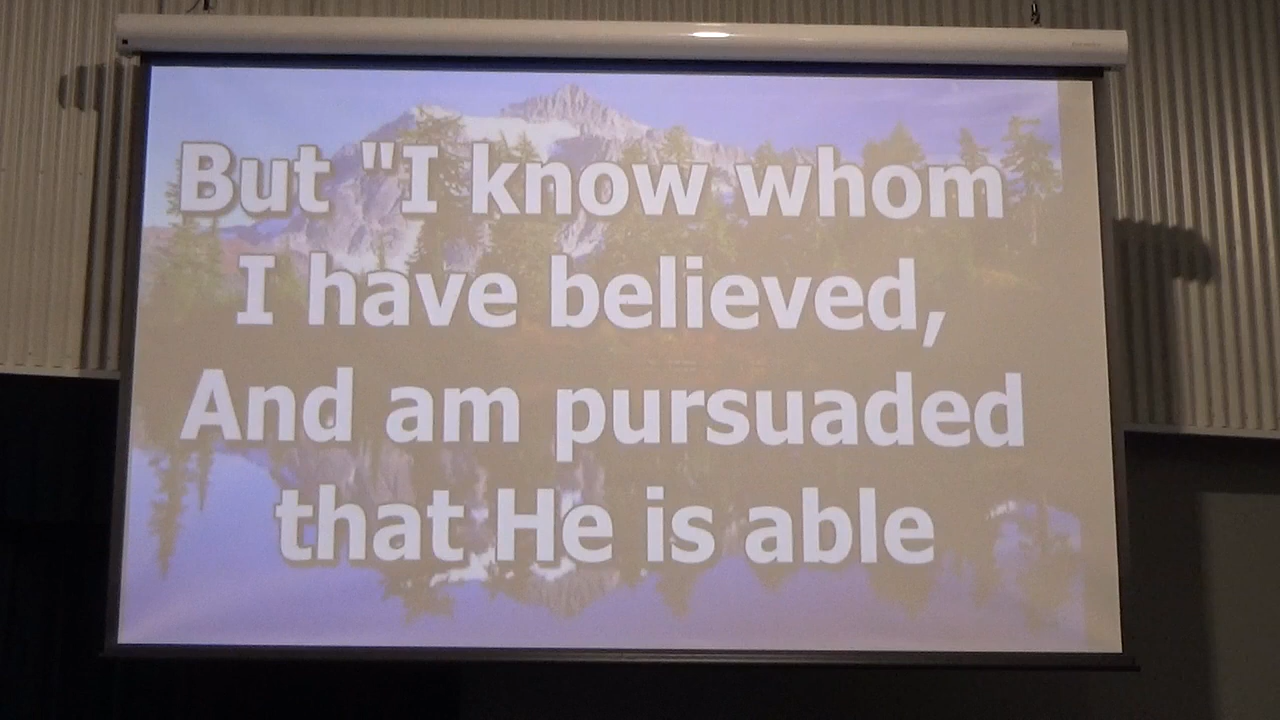 But "I know whom
I have believed,
And am pursuaded
that He is able